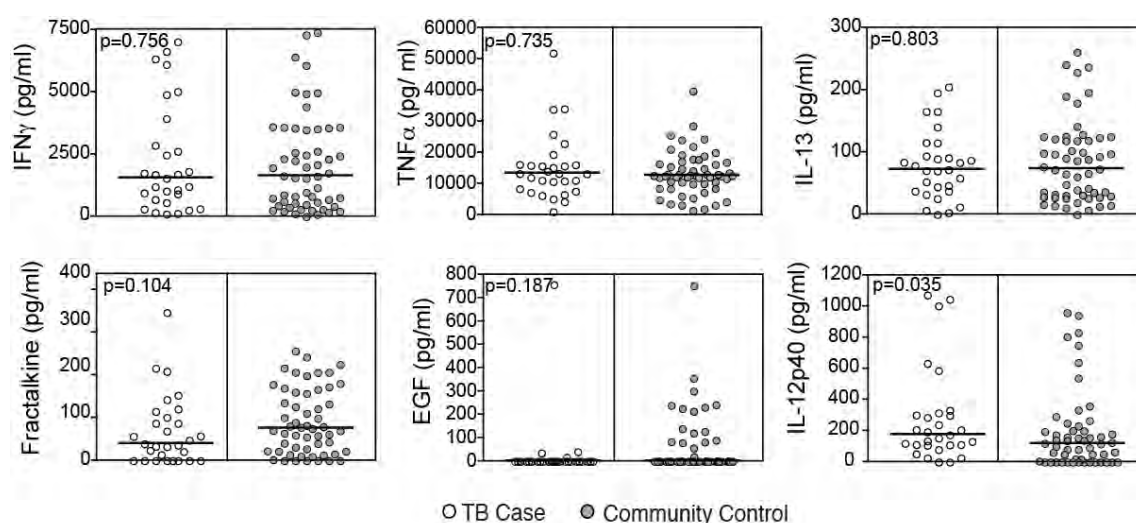 p=0.756
IFNγ (pg/ml)
7500
5000
2500
0
p=0.735
TNFα (pg/ ml)
60000
50000
40000
30000
20000
10000
0
p=0.803
IL-13 (pg/ml)
300
200
100
0
p=0.104
Fractalkine (pg/ml)
400
300
200
100
0
p=0.187
EGF (pg/ml)
800
700
600
500
400
300
200
100
0
p=0.035
IL-12p40 (pg/ml)
1200
1000
800
600
400
200
0
TB Case Community Control